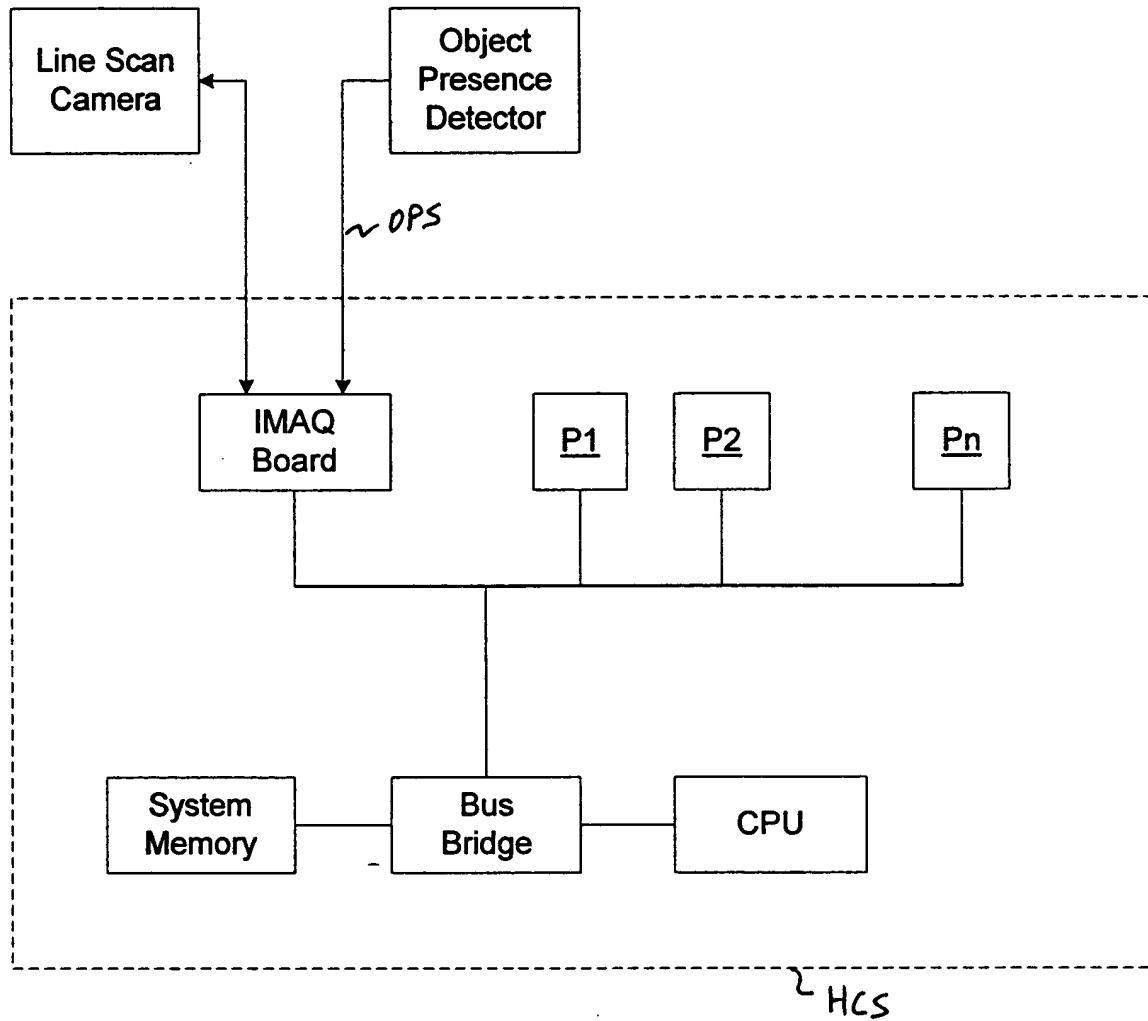 Line Scan
Camera
Object
Presence
Detector
OPS
IMAQ
Board
P1
P2
Pn
System
Memory
Bus
Bridge
CPU
HCS